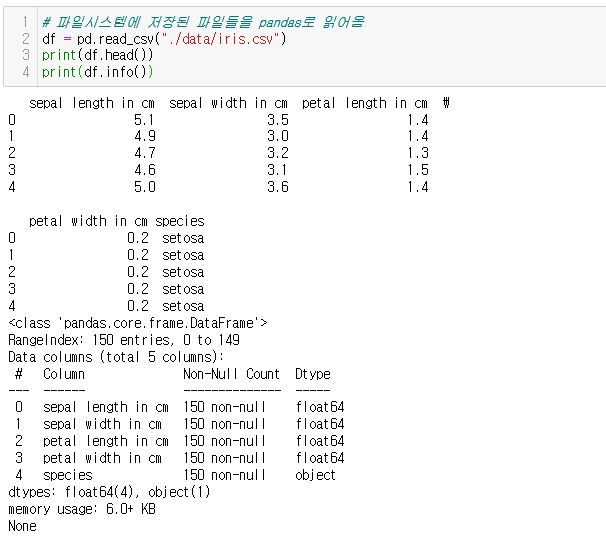 1 # 파일시스템에 저장된 파일들을 pandas로 읽어옴
2 df = pd.read_csv("./data/iris.csv")
3 print(df.head())
4 print(df.info())
sepal length in cm  sepal width in cm  petal length in cm  ₩
0 5.1 3.5 1.4
1 4.9 3.0 1.4
2 4.7 3.2 1.3
3 4.6 3.1 1.5
4 5.0 3.6 1.4
petal width in cm species
0 0.2 setosa
1 0.2 setosa
2 0.2 setosa
3 0.2 setosa
4 0.2 setosa
<class 'pandas.core.frame.DataFrame'>
RangeIndex: 150 entries, 0 to 149
Data columns (total 5 columns):
#   Column              Non-Null Count  Dtype
---  ------              --------------  -----
0   sepal length in cm  150 non-null    float64
1   sepal width in cm   150 non-null    float64
2   petal length in cm  150 non-null    float64
3   petal width in cm   150 non-null    float64
4   species             150 non-null    object
dtypes: float64(4), object(1)
memory usage: 6.0+ KB
None